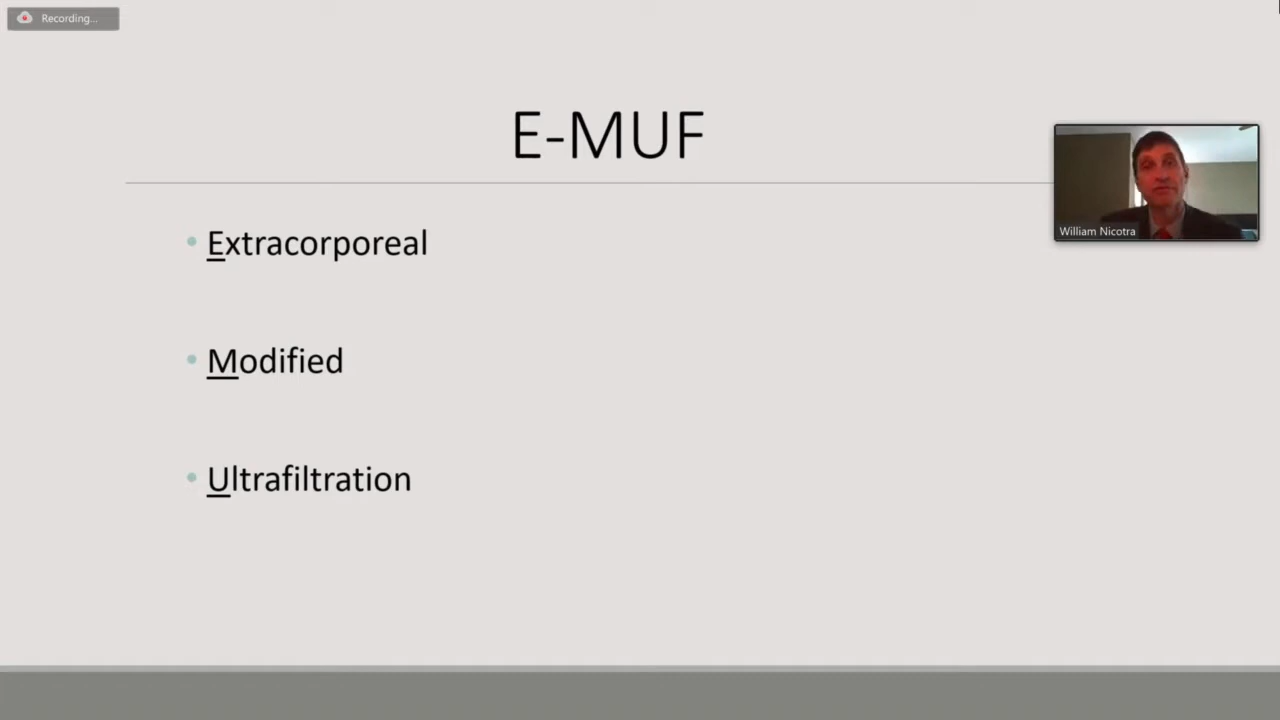 Recording...
E-MUF
William Nicotra
• Extracorporeal
• Modified
• Ultrafiltration